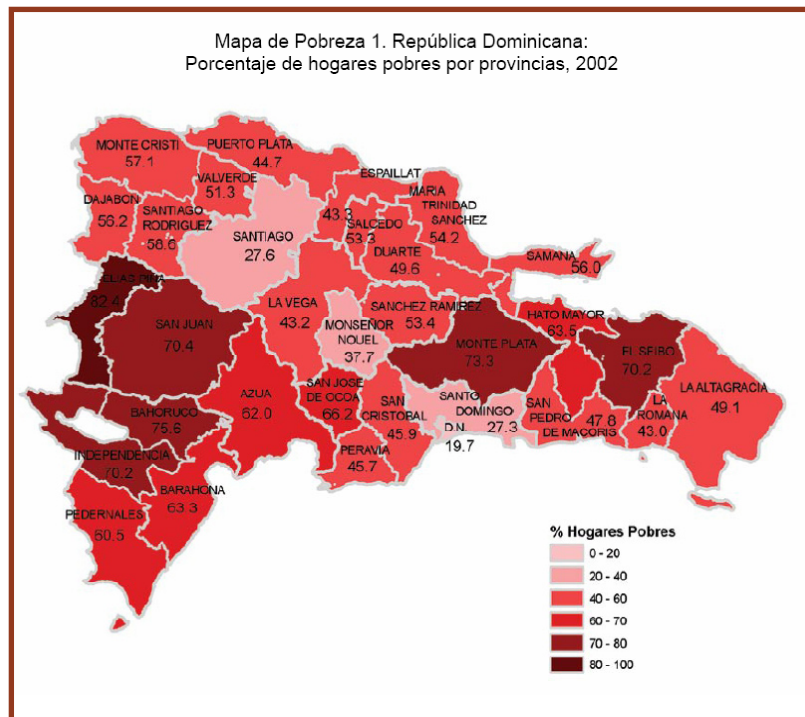 Mapa de Pobreza 1. República Dominicana:
Porcentaje de hogares pobres por provincias, 2002
MONTE CRISTI
57.1
PUERTO PLATA
44.7
VALVERDE
51.3
ESPAILLAT
43.3
MARIA
TRINIDAD
SANCHEZ
54.2
DAJABON
56.2
SANTIAGO
RODRIGUEZ
58.6
SANTIAGO
27.6
SALCEDO
53.3
DUARTE
49.6
SAMANA
56.0
ELIAS PIÑA
82.4
SAN JUAN
70.4
LA VEGA
43.2
MONSEÑOR
NOUEL
37.7
SANCHEZ RAMIREZ
53.4
MONTE PLATA
73.3
HATO MAYOR
63.5
EL SEIBO
70.2
LA ALTAGRACIA
49.1
AZUA
62.0
SAN JOSE
DE OCOA
66.2
SAN
CRISTOBAL
45.9
SANTO
DOMINGO
27.3
D.N.
19.7
SAN
PEDRO
DE MACORIS
47.8
LA
ROMANA
43.0
BAHORUCO
75.6
INDEPENDENCIA
70.2
PERAVIA
45.7
BARAHONA
63.3
PEDERNALES
60.5
% Hogares Pobres
0 - 20
20 - 40
40 - 60
60 - 70
70 - 80
80 - 100